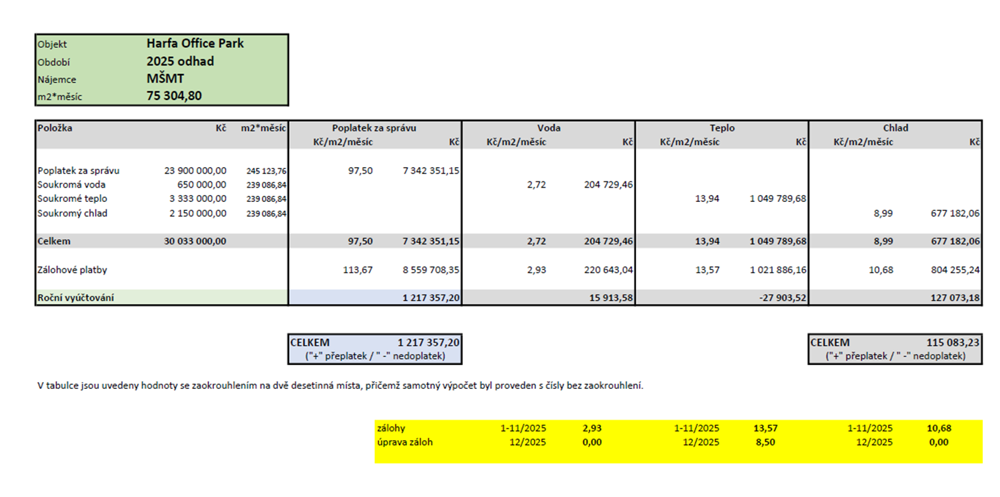 Objekt Harfa Office Park
Období 2025 odhad
Nájemce MŠMT
m2*měsíc 75 304,80
Položka Kč m2*měsíc Poplatek za správu Voda Teplo Chlad
Kč/m2/měsíc Kč Kč/m2/měsíc Kč Kč/m2/měsíc Kč Kč/m2/měsíc Kč
Poplatek za správu 23 900 000,00 245 123,76 97,50 7 342 351,15
Soukromá voda 650 000,00 239 086,84 2,72 204 729,46
Soukromé teplo 3 333 000,00 239 086,84 13,94 1 049 789,68
Soukromý chlad 2 150 000,00 239 086,84 8,99 677 182,06
Celkem 30 033 000,00 97,50 7 342 351,15 2,72 204 729,46 13,94 1 049 789,68 8,99 677 182,06
Zálohové platby 113,67 8 559 708,35 2,93 220 643,04 13,57 1 021 886,16 10,68 804 255,24
Roční vyúčtování 1 217 357,20 15 913,58 -27 903,52 127 073,18
CELKEM 1 217 357,20 CELKEM 115 083,23
("+" přeplatek / " -" nedoplatek) ("+" přeplatek / " -" nedoplatek)
V tabulce jsou uvedeny hodnoty se zaokrouhlením na dvě desetinná místa, přičemž samotný výpočet byl proveden s čísly bez zaokrouhlení.
zálohy 1-11/2025 2,93 1-11/2025 13,57 1-11/2025 10,68
úprava záloh 12/2025 0,00 12/2025 8,50 12/2025 0,00